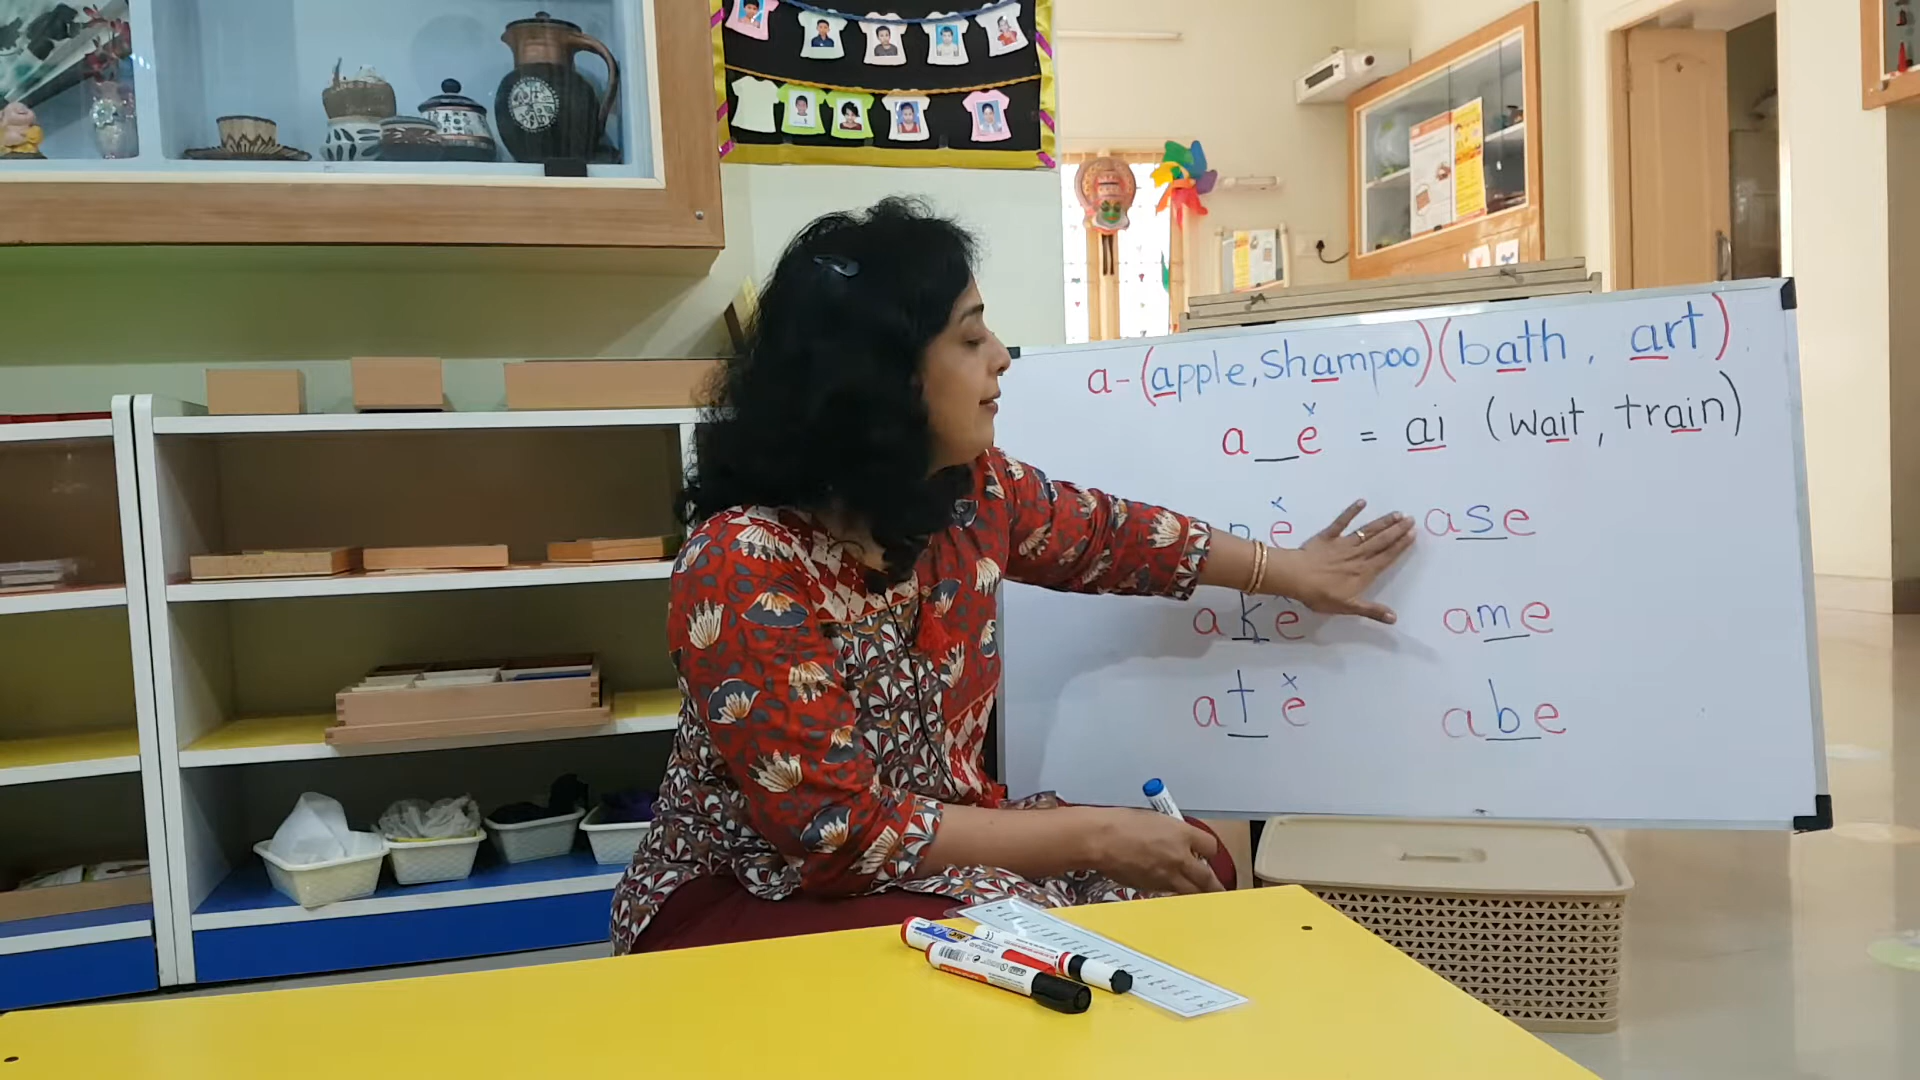 a-(apple, shampoo) (bath, art)
a_e = ai (wait, train)
e ase
ake ame
ate abe